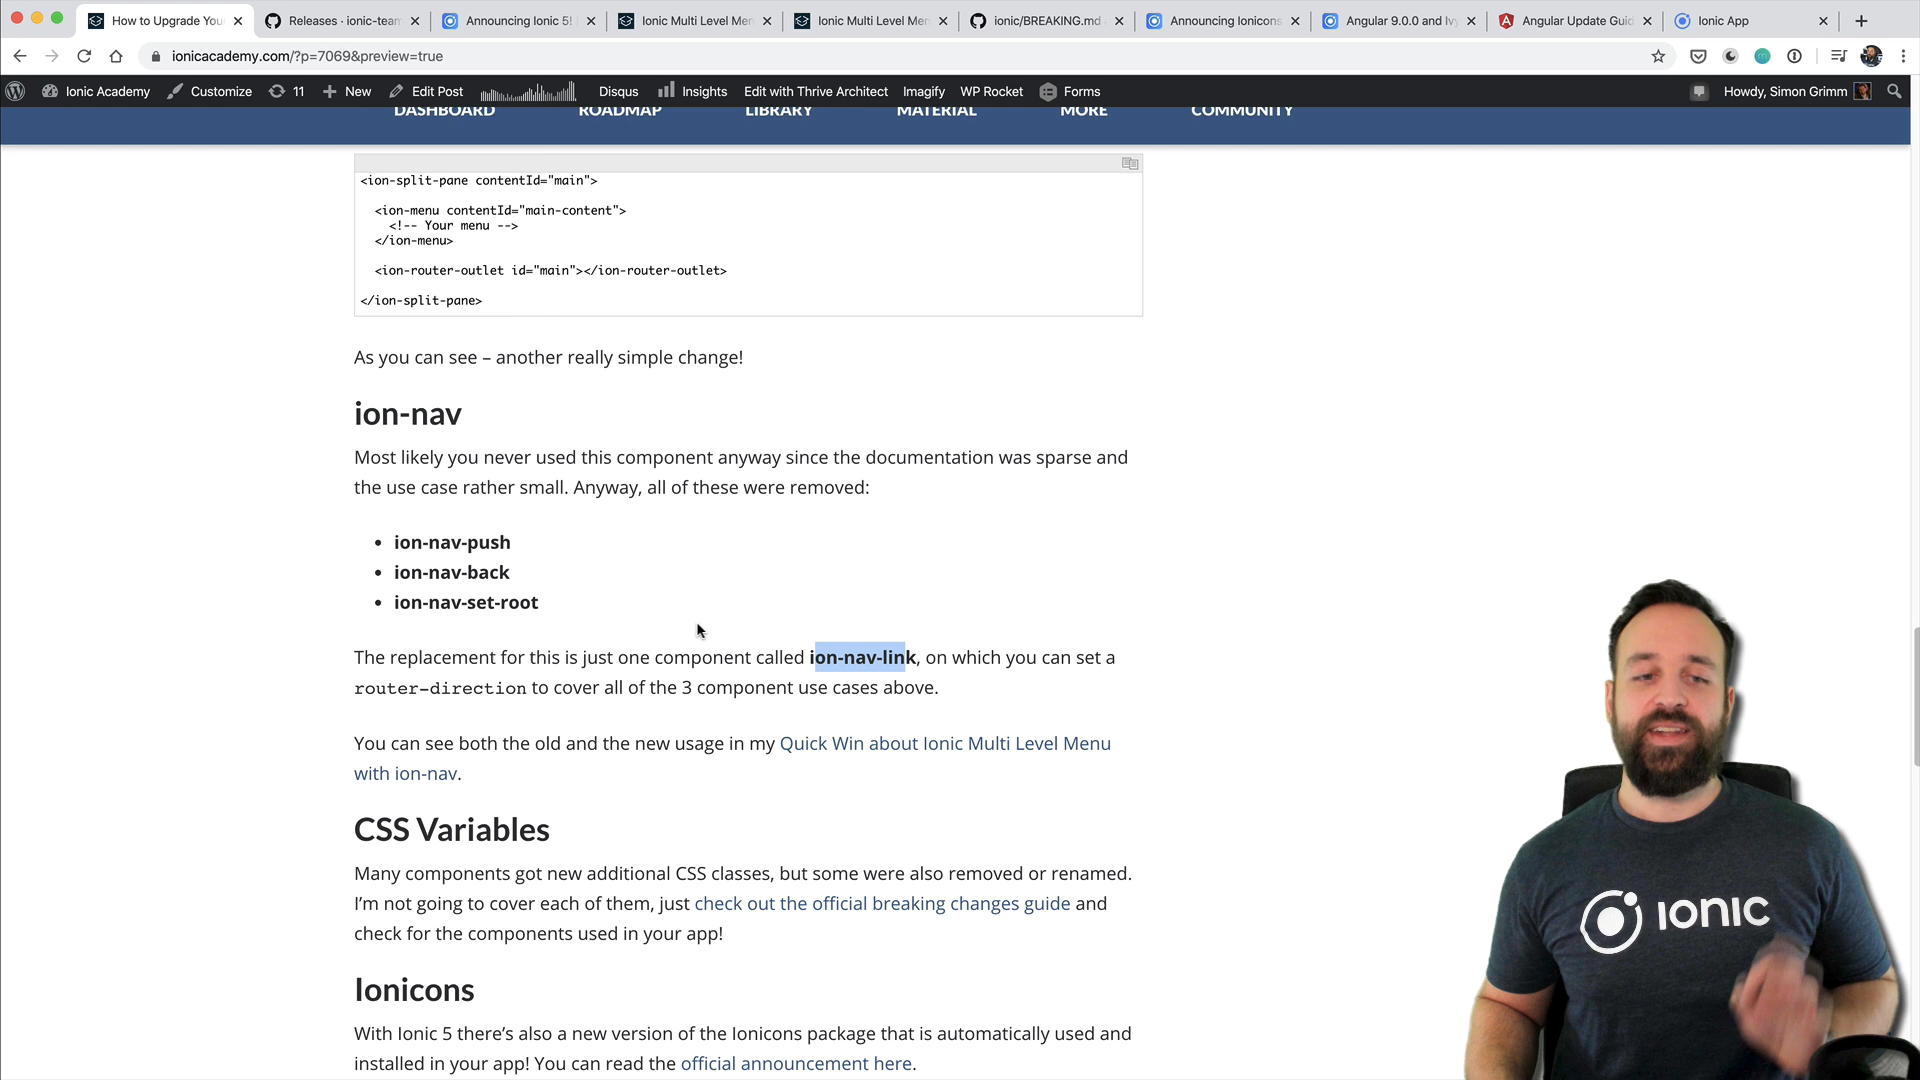 How to Upgrade You
Releases · ionic-team
Announcing Ionic 5!
Ionic Multi Level Men
Ionic Multi Level Men
ionic/BREAKING.md
Announcing Ionicons
Angular 9.0.0 and Ivy
Angular Update Guid
Ionic App
ionicacademy.com/?p=7069&preview=true
Ionic Academy Customize 11 New Edit Post Disqus Insights Edit with Thrive Architect Imagify WP Rocket Forms Howdy, Simon Grimm
DASHBOARD ROADMAP LIBRARY MATERIAL MORE COMMUNITY
<ion-split-pane contentId="main">
<ion-menu contentId="main-content">
<!-- Your menu -->
</ion-menu>
<ion-router-outlet id="main"></ion-router-outlet>
</ion-split-pane>
As you can see – another really simple change!
ion-nav
Most likely you never used this component anyway since the documentation was sparse and
the use case rather small. Anyway, all of these were removed:
• ion-nav-push
• ion-nav-back
• ion-nav-set-root
The replacement for this is just one component called ion-nav-link, on which you can set a
router-direction to cover all of the 3 component use cases above.
You can see both the old and the new usage in my Quick Win about Ionic Multi Level Menu
with ion-nav.
CSS Variables
Many components got new additional CSS classes, but some were also removed or renamed.
I'm not going to cover each of them, just check out the official breaking changes guide and
check for the components used in your app!
IONIC
Ionicons
With Ionic 5 there's also a new version of the Ionicons package that is automatically used and
installed in your app! You can read the official announcement here.